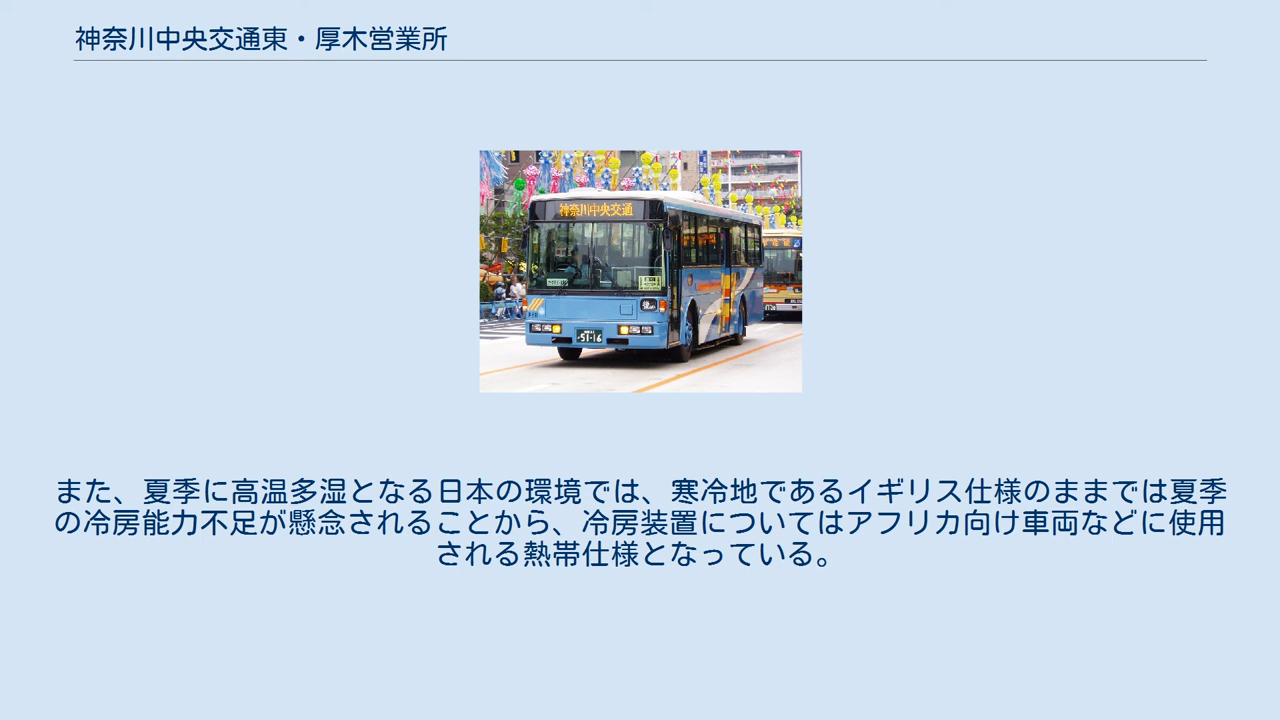 神奈川中央交通東・厚木営業所
神奈川中央交通
51-16
また、夏季に高温多湿となる日本の環境では、寒冷地であるイギリス仕様のままでは夏季
の冷房能力不足が懸念されることから、冷房装置についてはアフリカ向け車両などに使用
される熱帯仕様となっている。